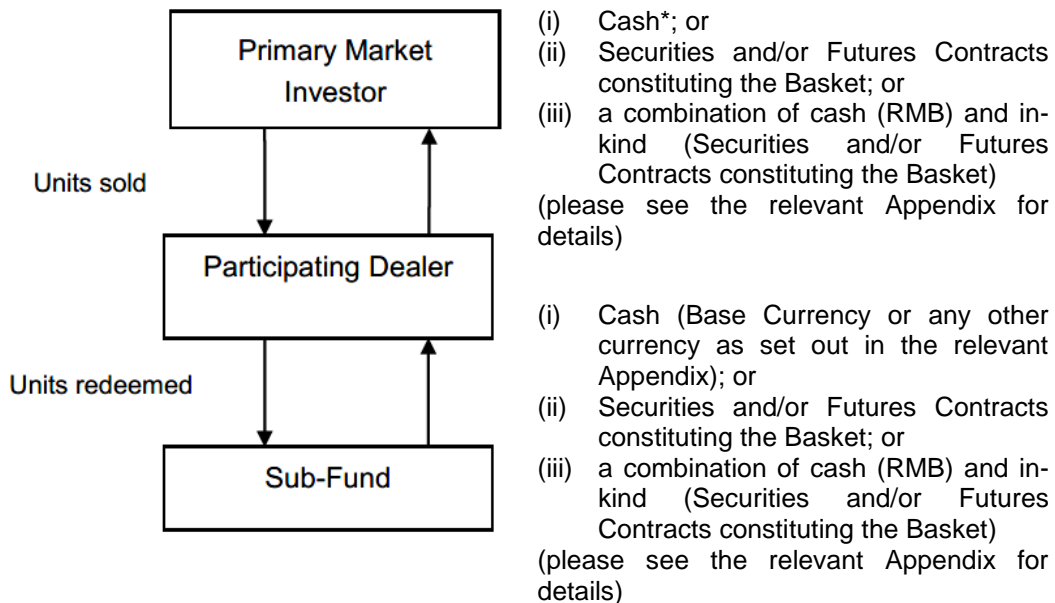 Primary Market
Investor
Units sold
Participating Dealer
Units redeemed
Sub-Fund
(i) Cash*; or
(ii) Securities and/or Futures Contracts
constituting the Basket; or
(iii) a combination of cash (RMB) and in-
kind (Securities and/or Futures
Contracts constituting the Basket)
(please see the relevant Appendix for
details)
(i) Cash (Base Currency or any other
currency as set out in the relevant
Appendix); or
(ii) Securities and/or Futures Contracts
constituting the Basket; or
(iii) a combination of cash (RMB) and in-
kind (Securities and/or Futures
Contracts constituting the Basket)
(please see the relevant Appendix for
details)